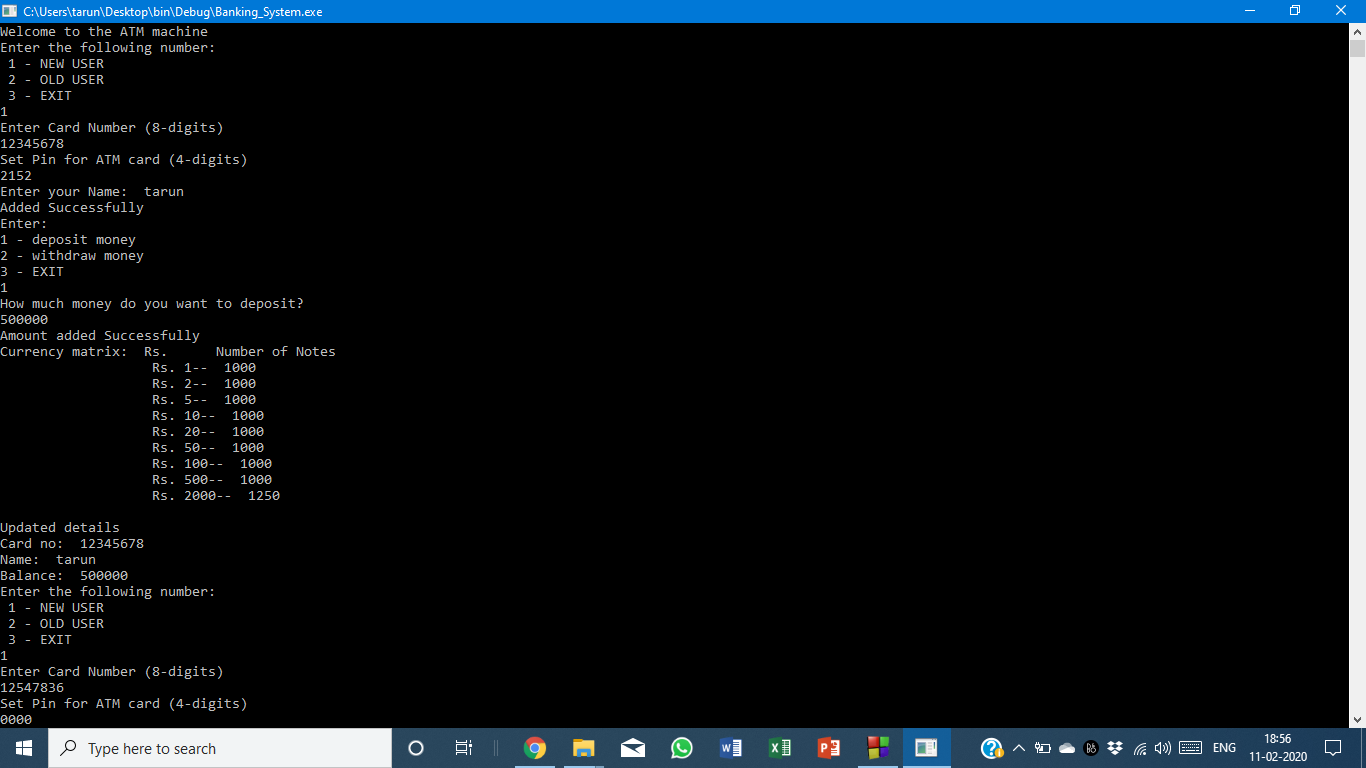 C:\Users\tarun\Desktop\bin\Debug\Banking_System.exe
Welcome to the ATM machine
Enter the following number:
1 - NEW USER
2 - OLD USER
3 - EXIT
1
Enter Card Number (8-digits)
12345678
Set Pin for ATM card (4-digits)
2152
Enter your Name:  tarun
Added Successfully
Enter:
1 - deposit money
2 - withdraw money
3 - EXIT
1
How much money do you want to deposit?
500000
Amount added Successfully
Currency matrix:  Rs.      Number of Notes
Rs. 1--  1000
Rs. 2--  1000
Rs. 5--  1000
Rs. 10--  1000
Rs. 20--  1000
Rs. 50--  1000
Rs. 100--  1000
Rs. 500--  1000
Rs. 2000--  1250
Updated details
Card no:  12345678
Name:  tarun
Balance:  500000
Enter the following number:
1 - NEW USER
2 - OLD USER
3 - EXIT
1
Enter Card Number (8-digits)
12547836
Set Pin for ATM card (4-digits)
0000
Type here to search
ENG
18:56
11-02-2020